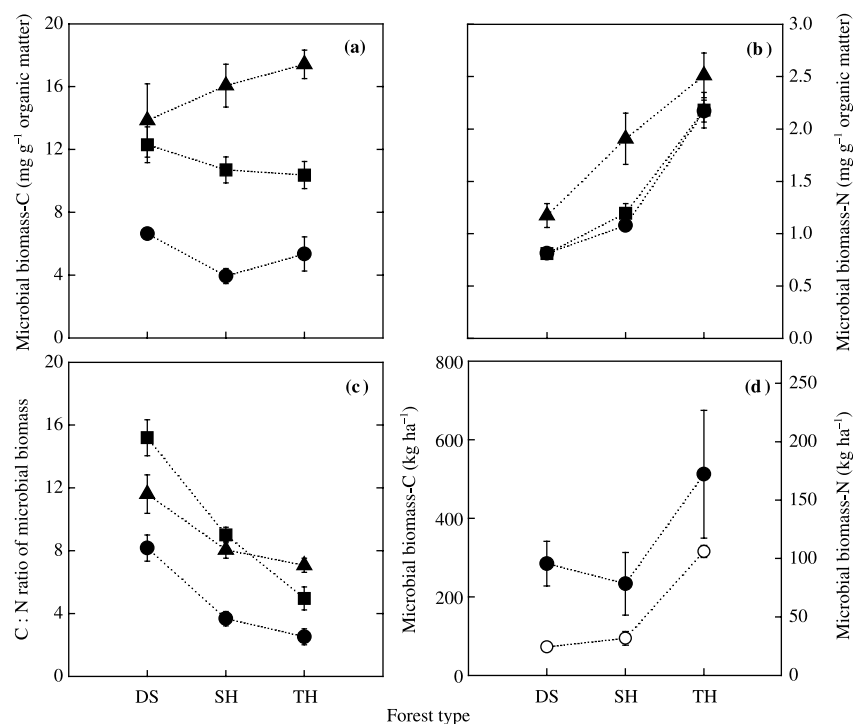 20
16
12
8
4
0
Microbial biomass-C (mg g⁻¹ organic matter)
(a)
(b)
3.0
2.5
2.0
1.5
1.0
0.5
0.0
Microbial biomass-N (mg g⁻¹ organic matter)
20
16
12
8
4
0
C : N ratio of microbial biomass
(c)
DS SH TH
800
600
400
200
0
Microbial biomass-C (kg ha⁻¹)
(d)
250
200
150
100
50
0
Microbial biomass-N (kg ha⁻¹)
DS SH TH
Forest type